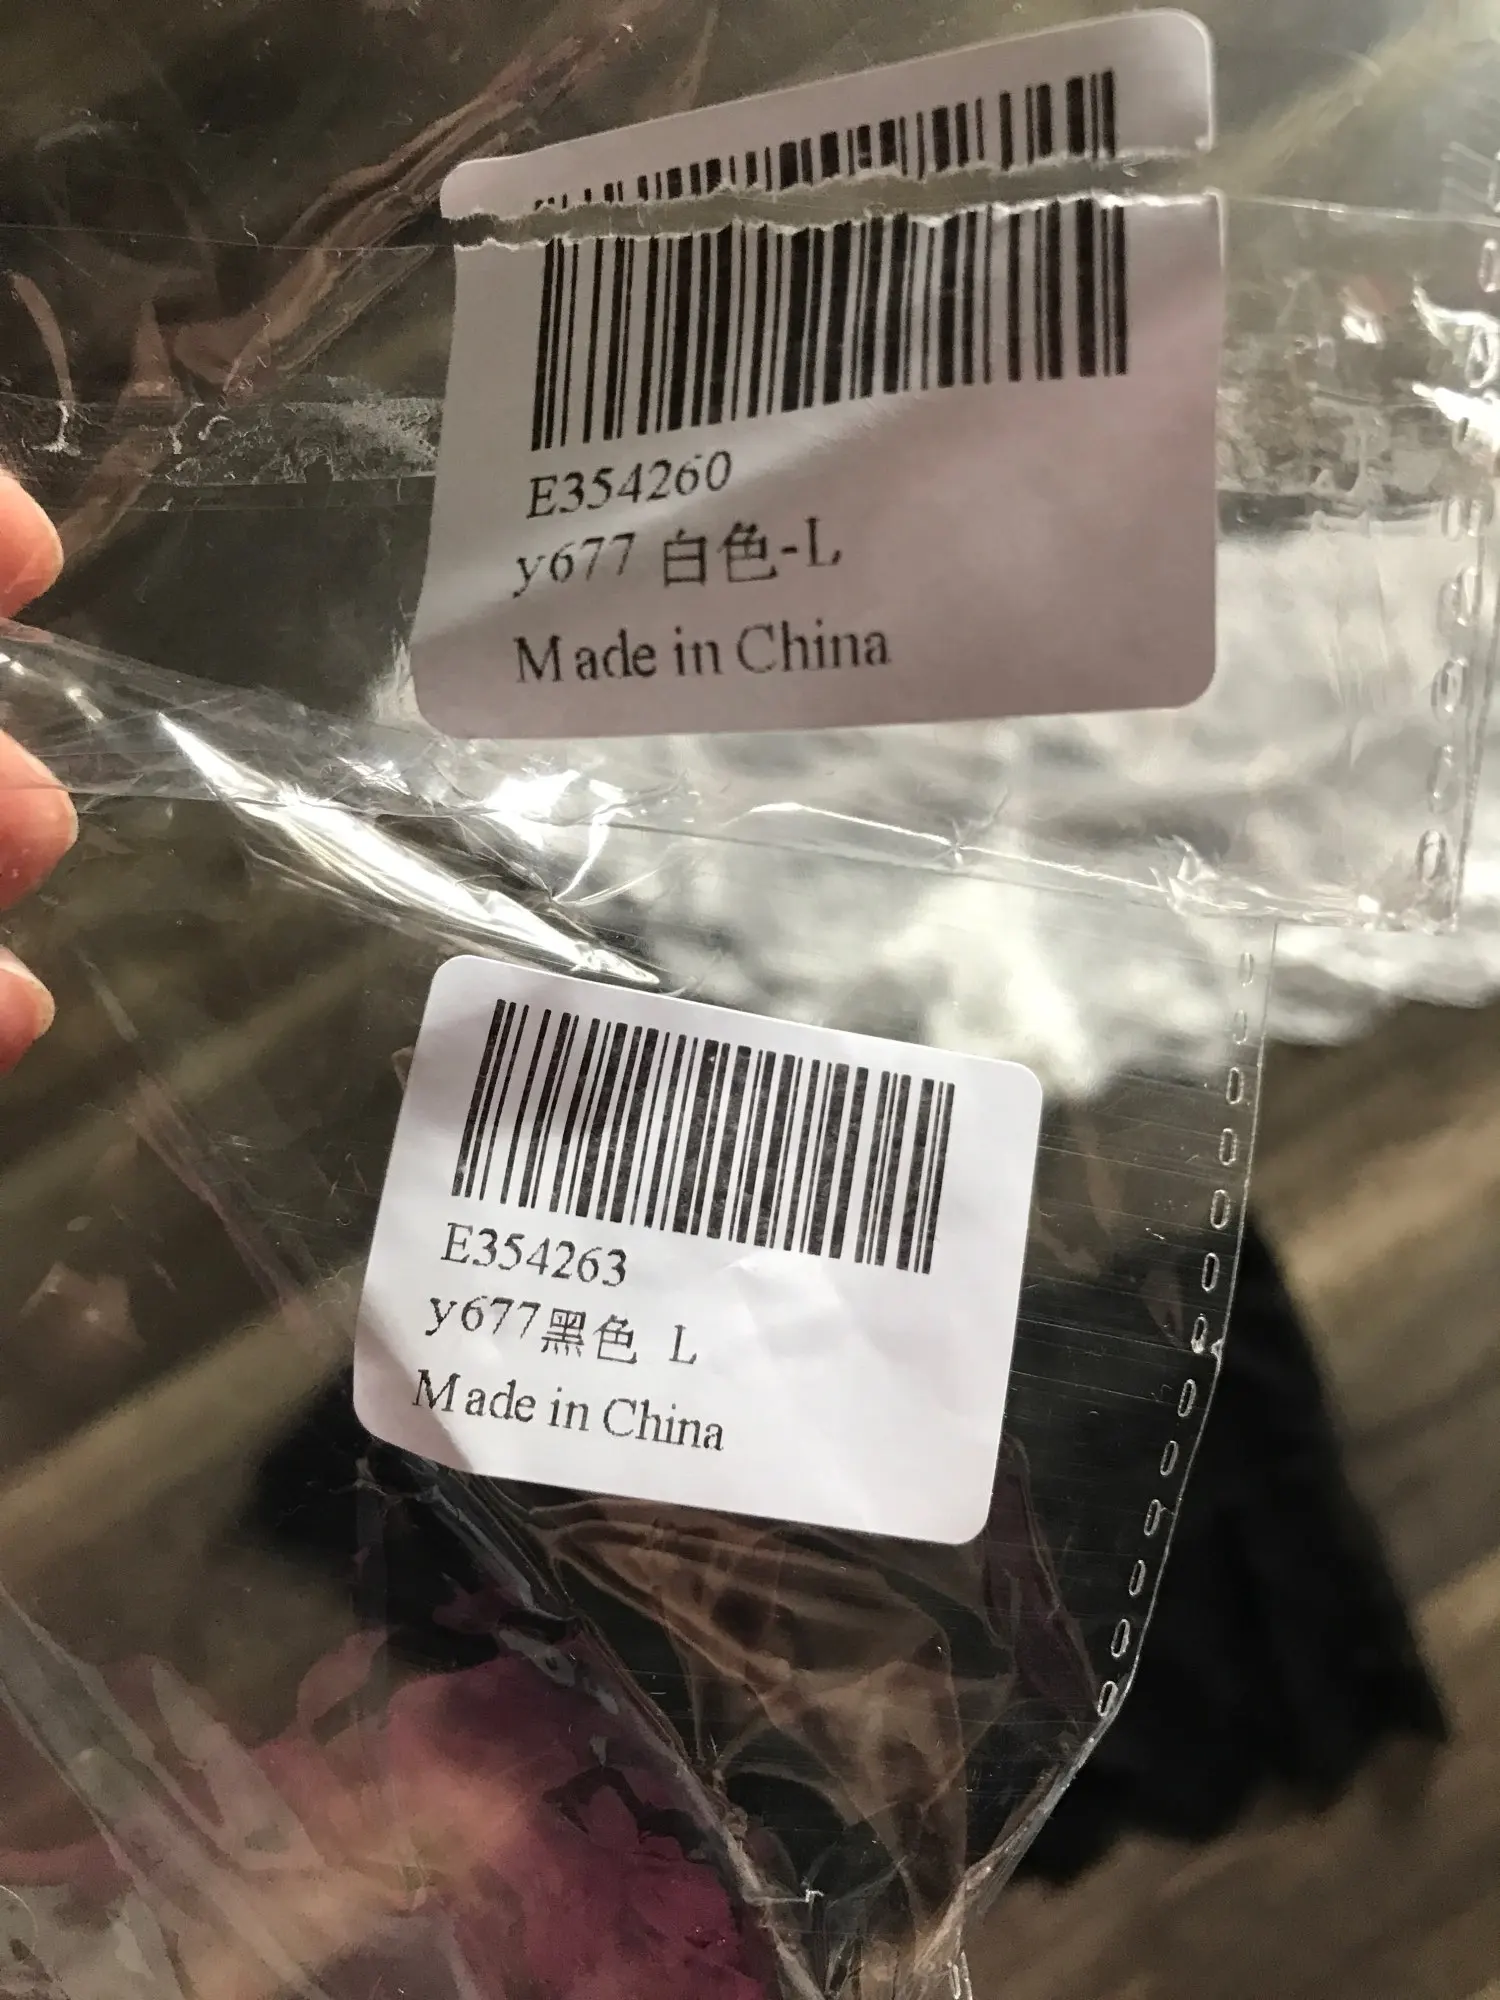 E354260
y677 白色-L
Made in China
E354263
y677黑色 L
Made in China